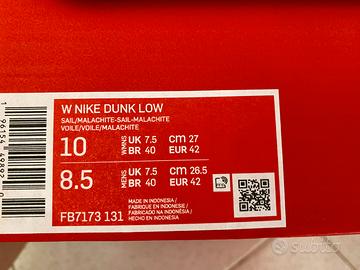 W NIKE DUNK LOW
SAIL/MALACHITE-SAIL-MALACHITE
VOILE/VOILE/MALACHITE
10 WMNS UK 7.5 CM 27
BR 40 EUR 42
8.5 MENS UK 7.5 CM 26.5
BR 40 EUR 42
FB7173 131
MADE IN INDONESIA /
FABRIQUE EN INDONESIE /
FABRICADO NA INDONÉSIA /
HECHO EN INDONESIA
subito